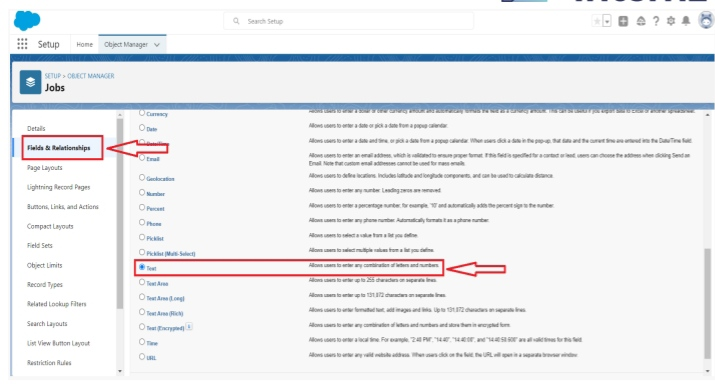 Search Setup
Setup Home Object Manager
SETUP > OBJECT MANAGER
Jobs
Details
Fields & Relationships
Page Layouts
Lightning Record Pages
Buttons, Links, and Actions
Compact Layouts
Field Sets
Object Limits
Record Types
Related Lookup Filters
Search Layouts
List View Button Layout
Restriction Rules
Currency Allows users to enter a dollar or other currency amount and automatically formats the field as a currency amount. This can be useful if you export data to Excel or another spreadsheet.
Date Allows users to enter a date or pick a date from a popup calendar.
Date/Time Allows users to enter a date and time, or pick a date from a popup calendar. When users click a date in the pop-up, that date and the current time are entered into the Date/Time field.
Email Allows users to enter an email address, which is validated to ensure proper format. If this field is specified for a contact or lead, users can choose the address when clicking Send an
Email. Note that custom email addresses cannot be used for mass emails.
Geolocation Allows users to define locations. Includes latitude and longitude components, and can be used to calculate distance.
Number Allows users to enter any number. Leading zeros are removed.
Percent Allows users to enter a percentage number, for example, '10' and automatically adds the percent sign to the number.
Phone Allows users to enter any phone number. Automatically formats it as a phone number.
Picklist Allows users to select a value from a list you define.
Picklist (Multi-Select) Allows users to select multiple values from a list you define.
Text Allows users to enter any combination of letters and numbers.
Text Area Allows users to enter up to 255 characters on separate lines.
Text Area (Long) Allows users to enter up to 131,072 characters on separate lines.
Text Area (Rich) Allows users to enter formatted text, add images and links. Up to 131,072 characters on separate lines.
Text (Encrypted) Allows users to enter any combination of letters and numbers and store them in encrypted form.
Time Allows users to enter a local time. For example, "2:40 PM", "14:40", "14:40:00", and "14:40:50.600" are all valid times for this field.
URL Allows users to enter any valid website address. When users click on the field, the URL will open in a separate browser window.